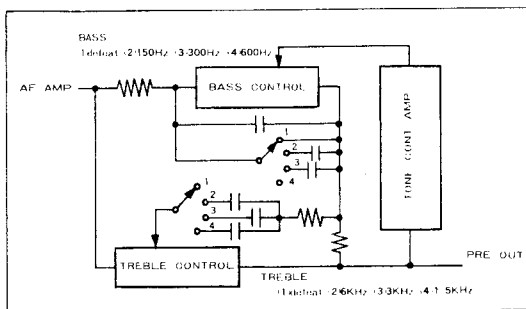 BASS
1 defeat 2 150Hz 3 300Hz 4 600Hz
AF AMP
BASS CONTROL
TONE CONT AMP
1
2
3
4
1
2
3
4
TREBLE CONTROL
PRE OUT
TREBLE
(1 defeat 2 6KHz 3 3KHz 4 1.5KHz